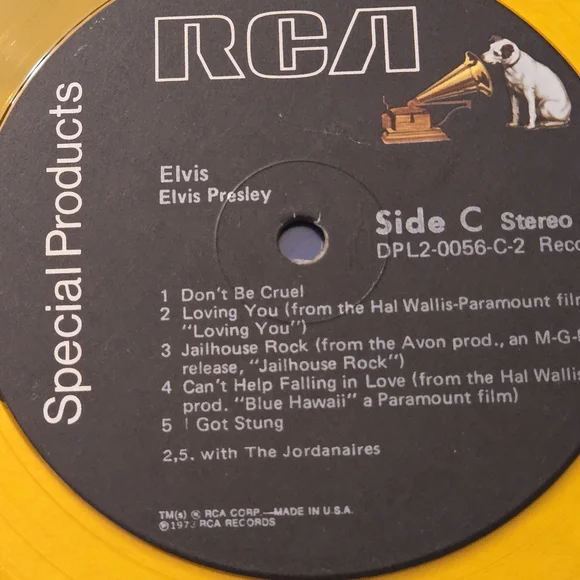 RCA
Special Products
Elvis
Elvis Presley
Side C Stereo
DPL2-0056-C-2
1 Don't Be Cruel
2 Loving You (from the Hal Wallis-Paramount
"Loving You")
3 Jailhouse Rock (from the Avon prod., an
release, "Jailhouse Rock")
4 Can't Help Falling in Love (from the Hal
prod. "Blue Hawaii" a Paramount film)
5 I Got Stung
2,5. with The Jordanaires
TM(s) ® RCA CORP.—MADE IN U.S.A.
RCA RECORDS